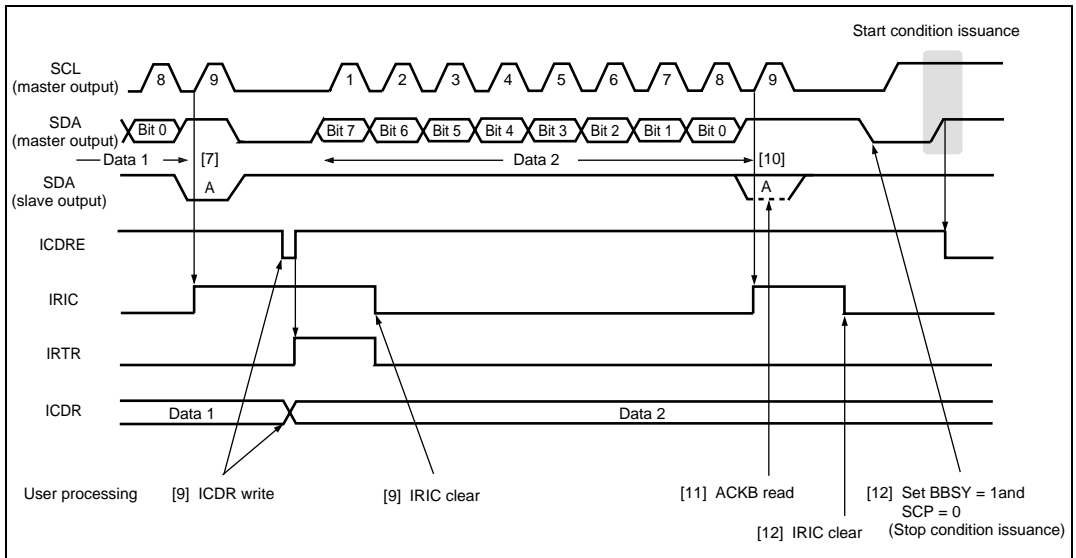 Start condition issuance
SCL
(master output)
8 9 1 2 3 4 5 6 7 8 9
SDA
(master output)
Bit 0 Bit 7 Bit 6 Bit 5 Bit 4 Bit 3 Bit 2 Bit 1 Bit 0
Data 1 [7] Data 2 [10]
SDA
(slave output)
A A
ICDRE
IRIC
IRTR
ICDR
Data 1 Data 2
User processing [9] ICDR write [9] IRIC clear [11] ACKB read [12] Set BBSY = 1and
SCP = 0
(Stop condition issuance)
[12] IRIC clear